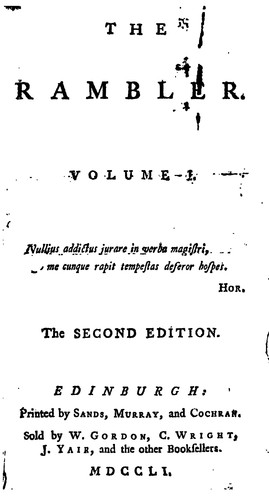 THE
RAMBLER.
VOLUME I.
Nullius addictus jurare in verba magiſtri,
me cunque rapit tempeſtas deferor hoſpes.
HOR.
The SECOND EDITION.
EDINBURGH:
Printed by SANDS, MURRAY, and COCHRAN.
Sold by W. GORDON, C. WRIGHT,
J. YAIR, and the other Bookſellers.
MDCCLI.